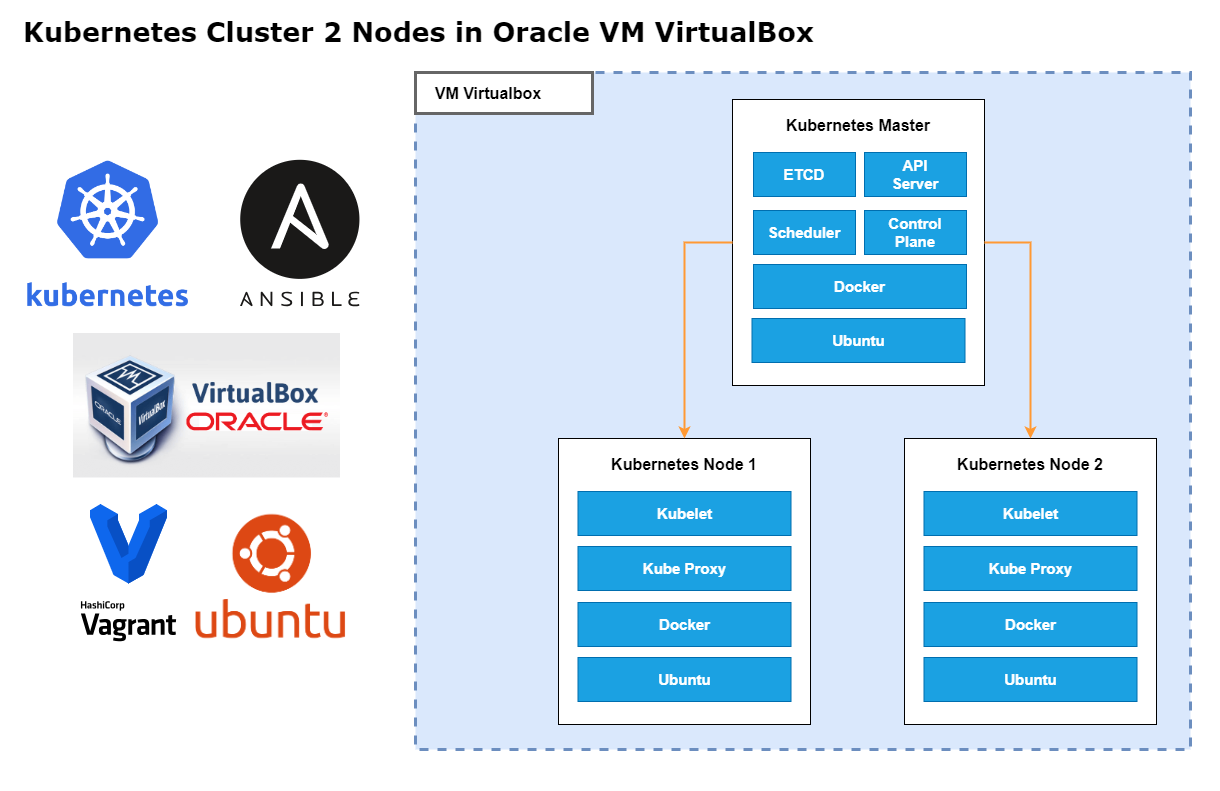 Kubernetes Cluster 2 Nodes in Oracle VM VirtualBox
VM Virtualbox
Kubernetes Master
ETCD
API
Server
Scheduler
Control
Plane
Docker
Ubuntu
kubernetes
ANSIBLE
VM
ORACLE
VirtualBox
VirtualBox
ORACLE®
HashiCorp
Vagrant
ubuntu
Kubernetes Node 1
Kubelet
Kube Proxy
Docker
Ubuntu
Kubernetes Node 2
Kubelet
Kube Proxy
Docker
Ubuntu